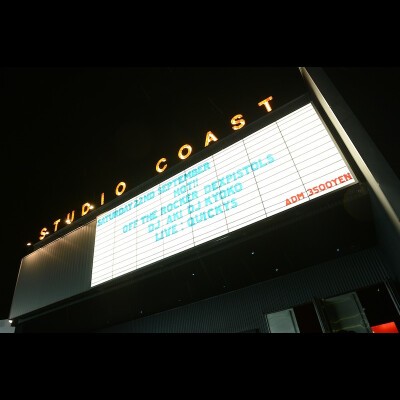 STUDIO COAST
SATURDAY 22ND SEPTEMBER
HOT!!
OFF THE ROCKER DEXPISTOLS
DJ AKi DJ KYOKO
LIVE : QUICKYS
ADM 3500YEN